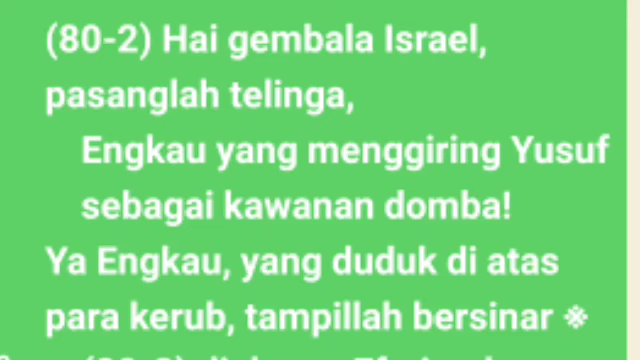 (80-2) Hai gembala Israel,
pasanglah telinga,
Engkau yang menggiring Yusuf
sebagai kawanan domba!
Ya Engkau, yang duduk di atas
para kerub, tampillah bersinar ※